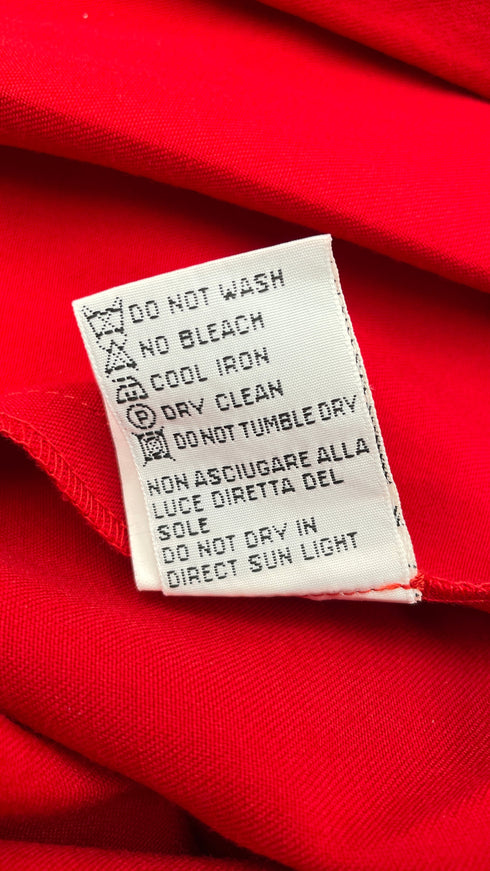 DO NOT WASH
NO BLEACH
COOL IRON
P DRY CLEAN
DO NOT TUMBLE DRY
NON ASCIUGARE ALLA
LUCE DIRETTA DEL
SOLE
DO NOT DRY IN
DIRECT SUN LIGHT